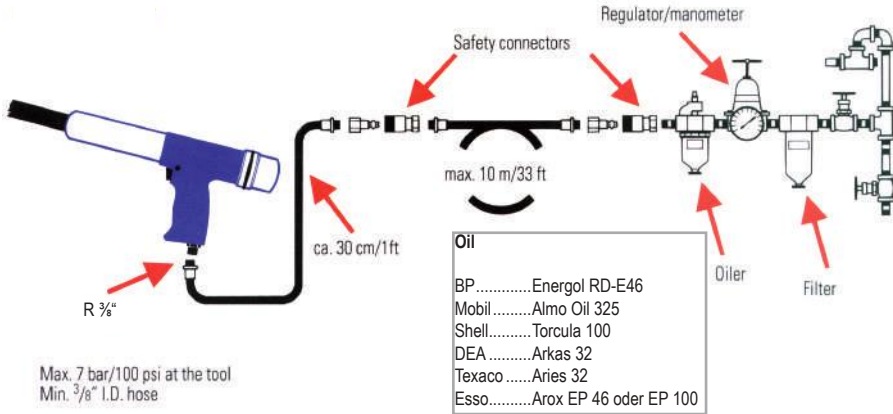 Regulator/manometer
Safety connectors
max. 10 m/33 ft
ca. 30 cm/1ft
R ⅜“
Oiler
Filter
Oil
BP.............Energol RD-E46
Mobil.........Almo Oil 325
Shell..........Torcula 100
DEA..........Arkas 32
Texaco......Aries 32
Esso..........Arox EP 46 oder EP 100
Max. 7 bar/100 psi at the tool
Min. 3/8" I.D. hose